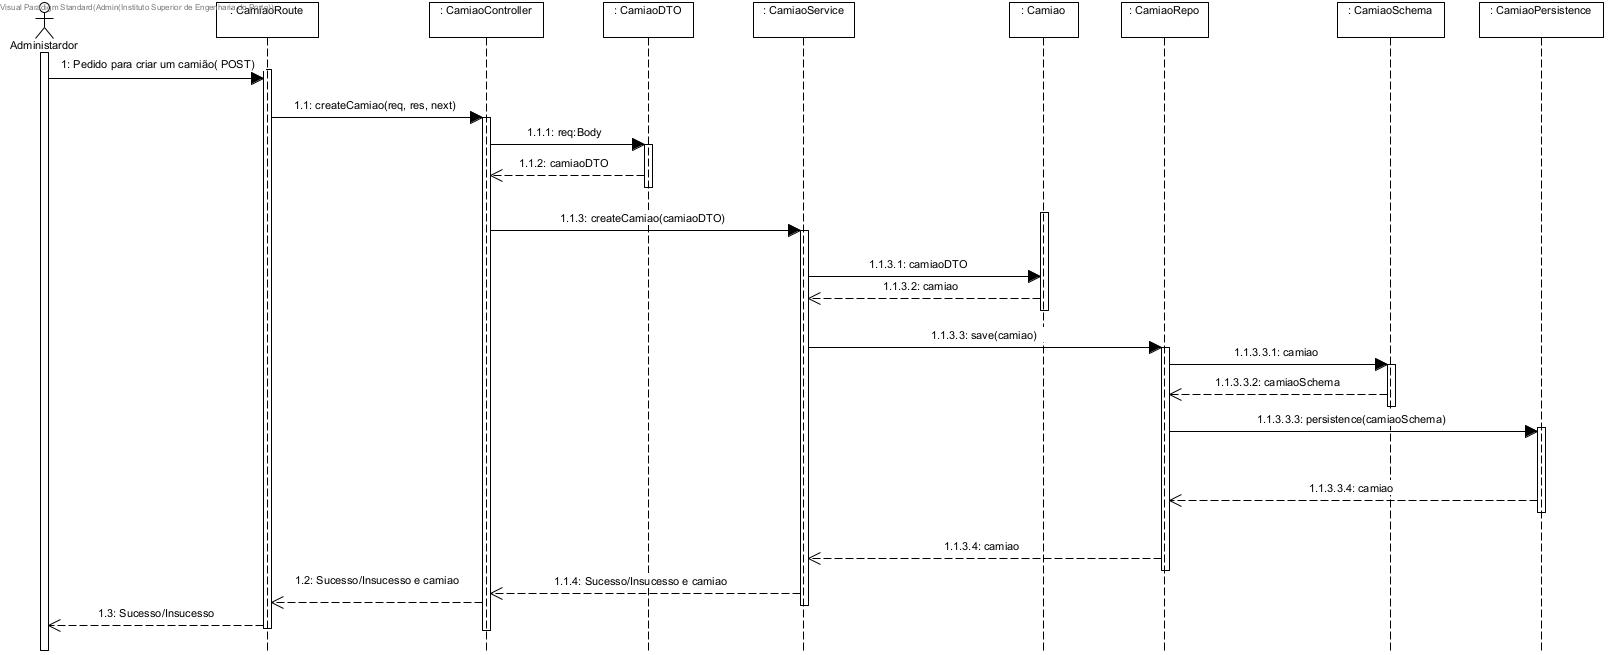 Visual Paradigm Standard(Admin(Instituto Superior de Engenharia do Porto))
: CamiaoRoute
: CamiaoController
: CamiaoDTO
: CamiaoService
: Camiao
: CamiaoRepo
: CamiaoSchema
: CamiaoPersistence
Administardor
1: Pedido para criar um camião( POST)
1.1: createCamiao(req, res, next)
1.1.1: req:Body
1.1.2: camiaoDTO
1.1.3: createCamiao(camiaoDTO)
1.1.3.1: camiaoDTO
1.1.3.2: camiao
1.1.3.3: save(camiao)
1.1.3.3.1: camiao
1.1.3.3.2: camiaoSchema
1.1.3.3.3: persistence(camiaoSchema)
1.1.3.3.4: camiao
1.1.3.4: camiao
1.1.4: Sucesso/Insucesso e camiao
1.2: Sucesso/Insucesso e camiao
1.3: Sucesso/Insucesso